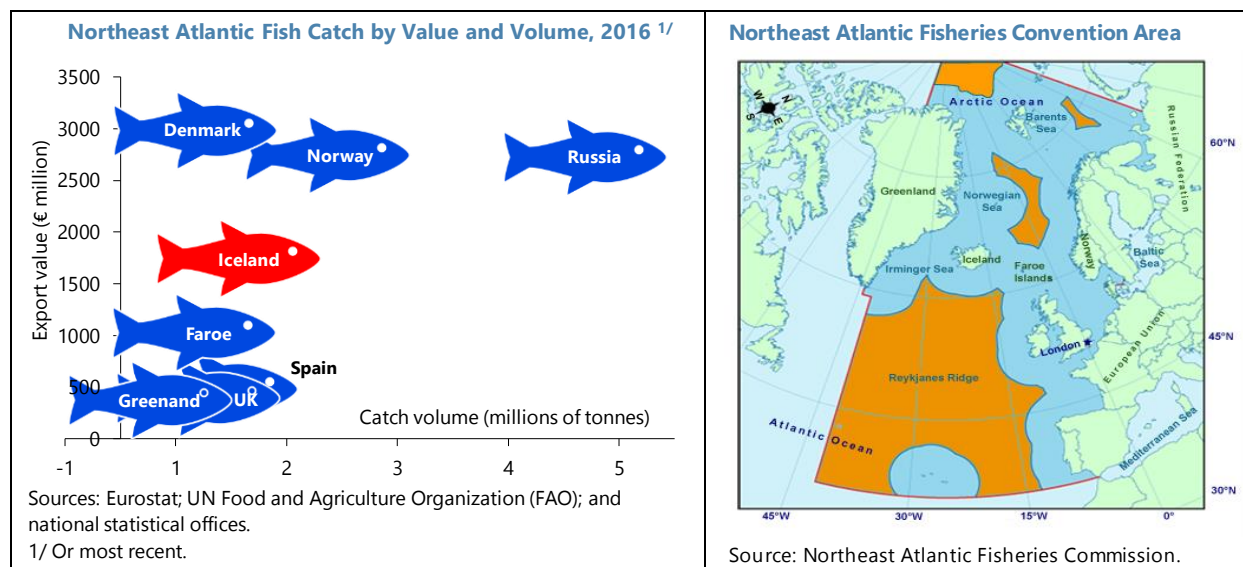 Northeast Atlantic Fish Catch by Value and Volume, 2016 1/
Export value (€ million)
3500
3000
2500
2000
1500
1000
500
0
Denmark
Norway
Russia
Iceland
Faroe
Spain
Greenand
UK
Catch volume (millions of tonnes)
-1
1
2
3
4
5
Sources: Eurostat; UN Food and Agriculture Organization (FAO); and
national statistical offices.
1/ Or most recent.
Northeast Atlantic Fisheries Convention Area
N
W
E
S
Arctic Ocean
Barents
Sea
Russian Federation
60°N
Greenland
Norwegian
Sea
Norway
Iceland
Baltic
Sea
Irminger Sea
Faroe
Islands
London
European Union
45°N
Reykjanes Ridge
Atlantic Ocean
Mediterranean Sea
30°N
45°W
30°W
15°W
0°
Source: Northeast Atlantic Fisheries Commission.